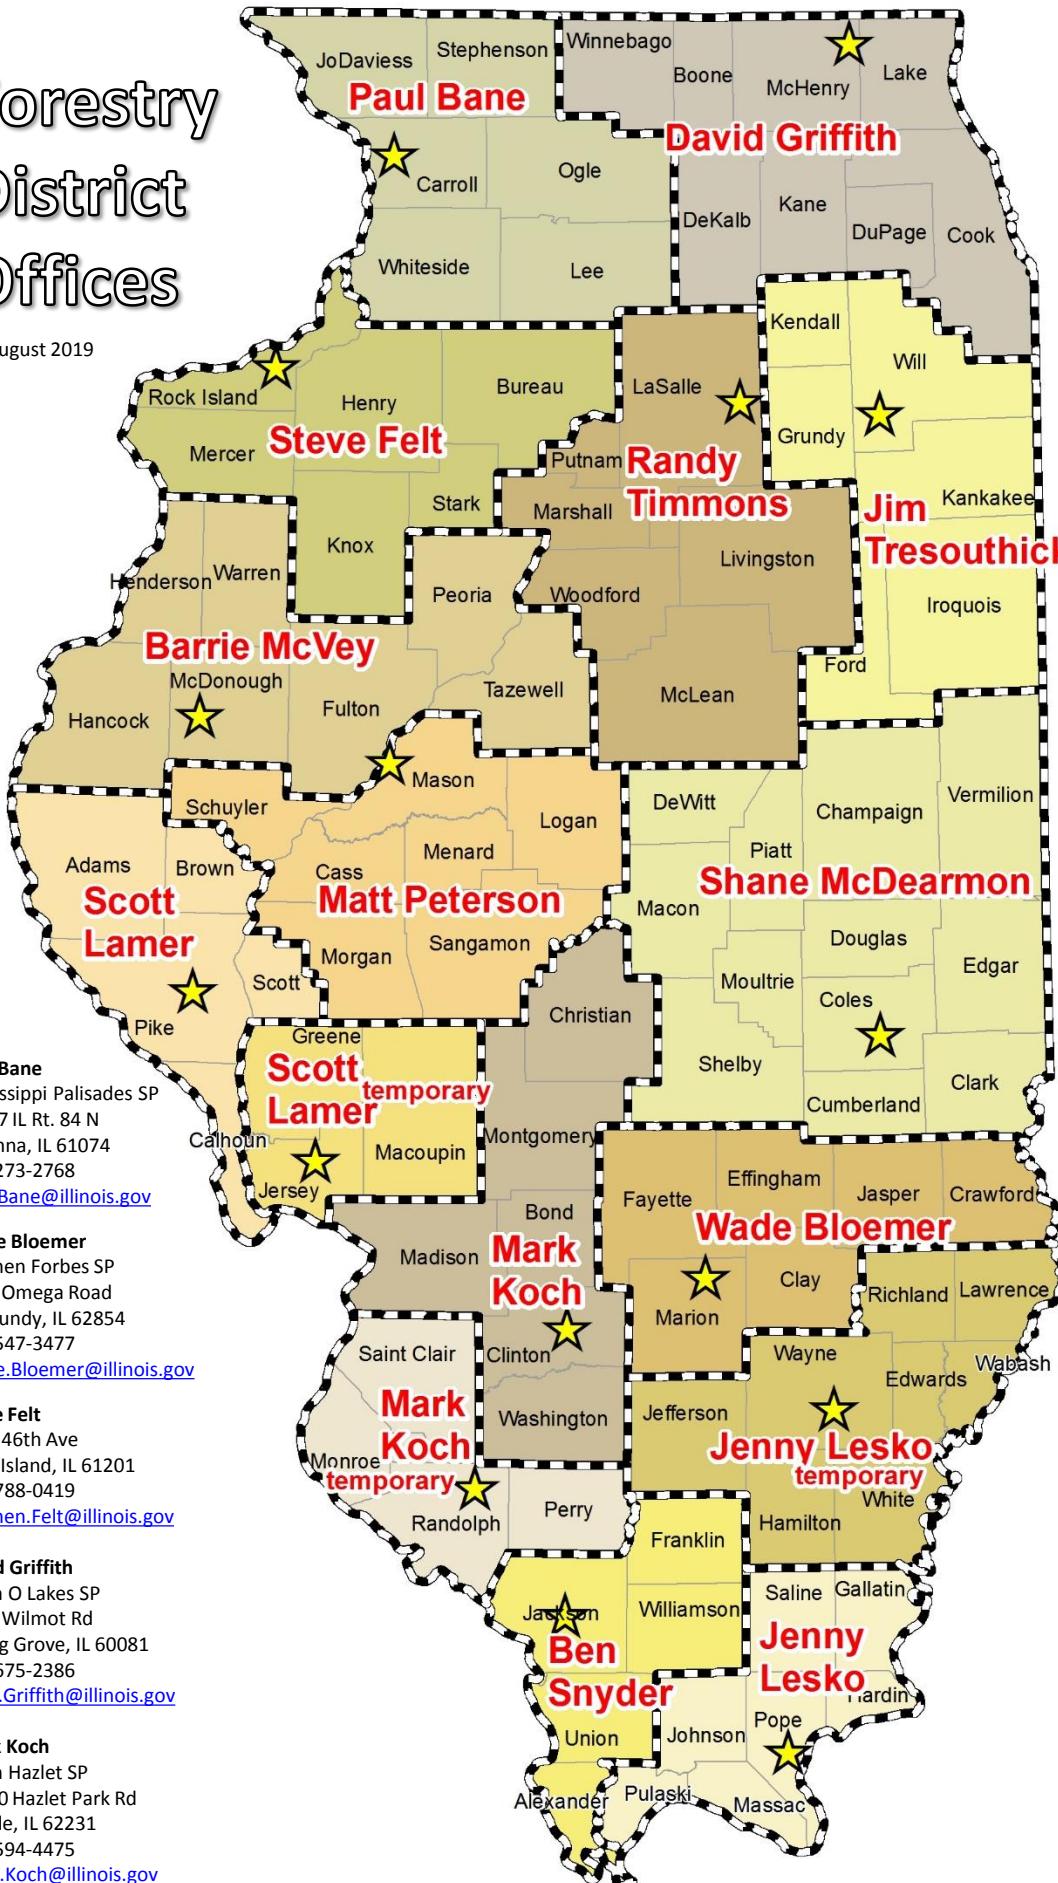 orestry
District
Offices
ugust 2019
JoDaviess
Stephenson
Winnebago
Boone
McHenry
Lake
Paul Bane
David Griffith
Carroll
Ogle
DeKalb
Kane
DuPage
Cook
Whiteside
Lee
Kendall
Will
Rock Island
Henry
Bureau
LaSalle
Grundy
Mercer
Steve Felt
Putnam
Randy
Timmons
Stark
Marshall
Kankakee
Jim
Tresouthick
Knox
Livingston
Henderson
Warren
Peoria
Woodford
Iroquois
Barrie McVey
McDonough
Ford
Hancock
Fulton
Tazewell
McLean
Mason
Schuyler
Logan
DeWitt
Champaign
Vermilion
Adams
Brown
Cass
Menard
Piatt
Scott
Lamer
Matt Peterson
Shane McDearmon
Macon
Morgan
Sangamon
Douglas
Edgar
Scott
Moultrie
Coles
Pike
Christian
Greene
Shelby
Clark
Scott
Lamer
temporary
Cumberland
Calhoun
Macoupin
Montgomery
Jersey
Fayette
Effingham
Jasper
Crawford
Bond
Wade Bloemer
Madison
Mark
Koch
Marion
Clay
Richland
Lawrence
Saint Clair
Clinton
Wayne
Edwards
Wabash
Mark
Koch
temporary
Washington
Jefferson
Jenny Lesko
temporary
Monroe
White
Randolph
Perry
Hamilton
Franklin
Jackson
Williamson
Saline
Gallatin
Ben
Snyder
Jenny
Lesko
Hardin
Union
Johnson
Pope
Alexander
Pulaski
Massac
Bane
ssippi Palisades SP
7 IL Rt. 84 N
nna, IL 61074
273-2768
Bane@illinois.gov
e Bloemer
hen Forbes SP
Omega Road
undy, IL 62854
547-3477
e.Bloemer@illinois.gov
e Felt
46th Ave
Island, IL 61201
788-0419
hen.Felt@illinois.gov
d Griffith
n O Lakes SP
Wilmot Rd
g Grove, IL 60081
675-2386
.Griffith@illinois.gov
k Koch
n Hazlet SP
0 Hazlet Park Rd
le, IL 62231
594-4475
.Koch@illinois.gov